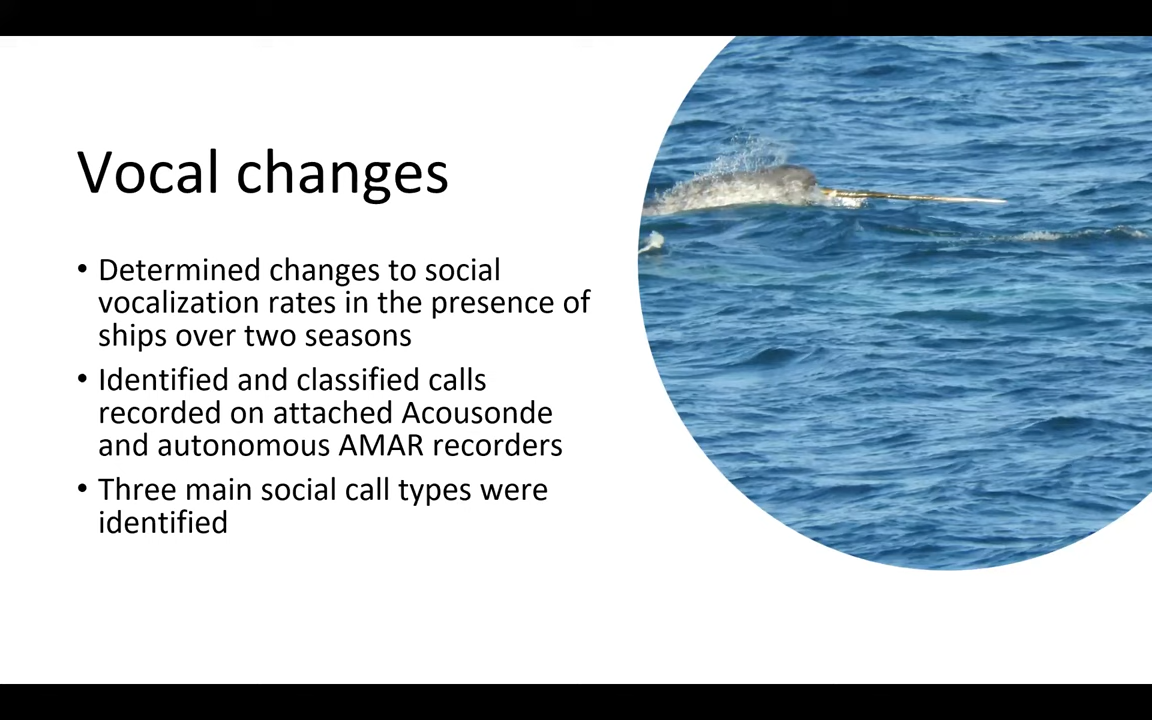 Vocal changes
• Determined changes to social
vocalization rates in the presence of
ships over two seasons
• Identified and classified calls
recorded on attached Acousonde
and autonomous AMAR recorders
• Three main social call types were
identified